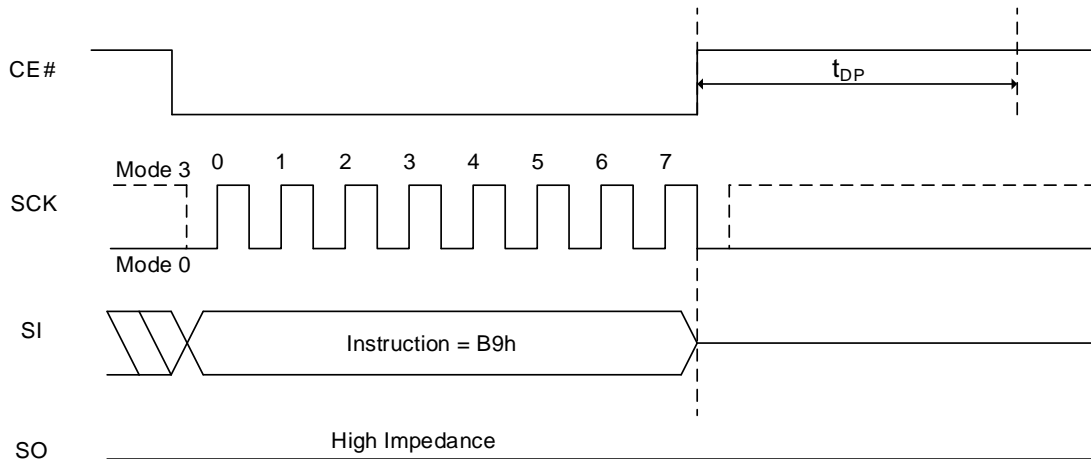 CE#
tDP
Mode 3
0 1 2 3 4 5 6 7
SCK
Mode 0
SI
Instruction = B9h
SO
High Impedance